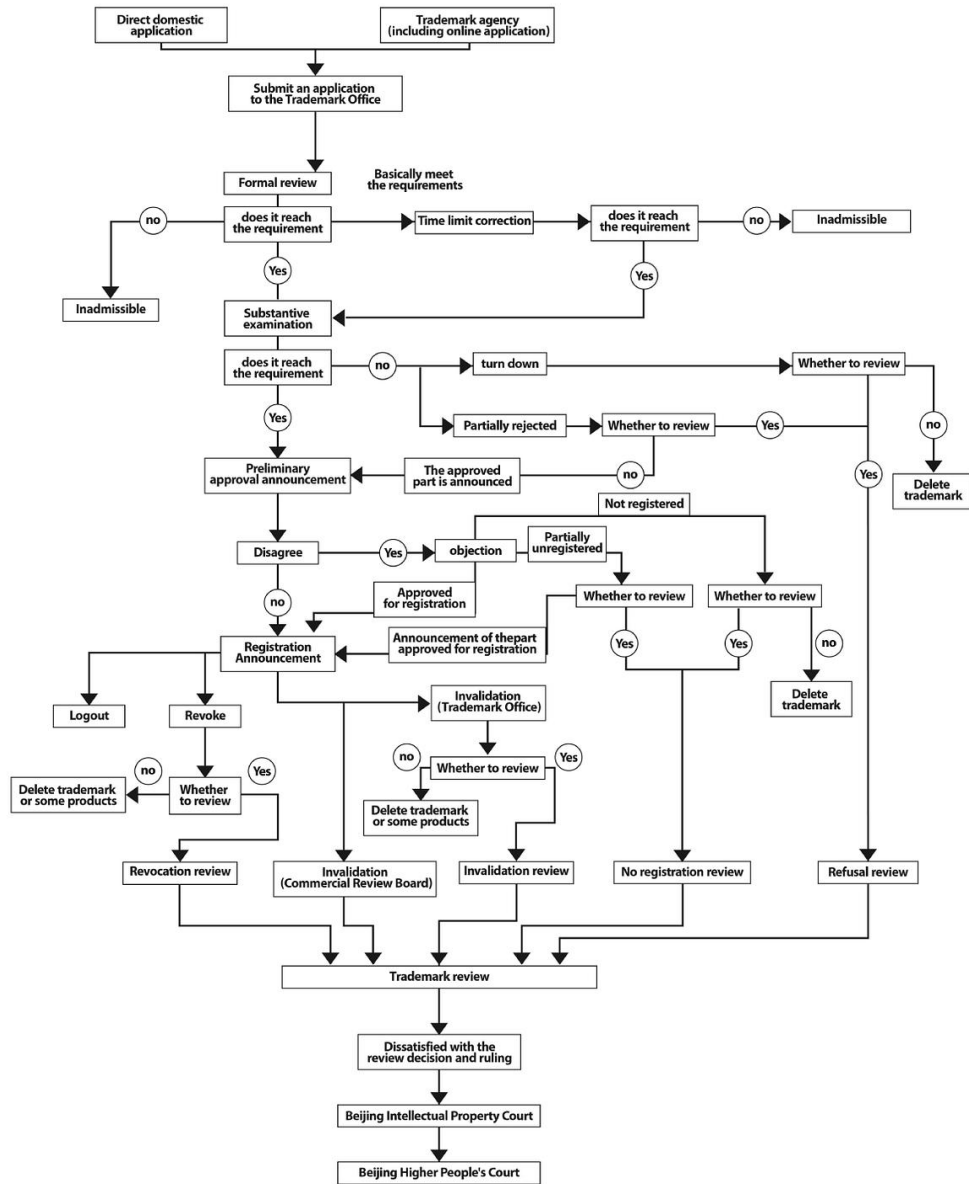 Direct domestic
application
Trademark agency
(including online application)
Submit an application
to the Trademark Office
Formal review
Basically meet
the requirements
no
does it reach
the requirement
Time limit correction
does it reach
the requirement
no
Inadmissible
Yes
Yes
Inadmissible
Substantive
examination
does it reach
the requirement
no
turn down
Whether to review
Yes
Partially rejected
Whether to review
Yes
no
Preliminary
approval announcement
The approved
part is announced
no
Yes
Delete
trademark
Not registered
Disagree
Yes
objection
Partially
unregistered
no
Approved
for registration
Whether to review
Whether to review
Registration
Announcement
Announcement of thepart
approved for registration
Yes
Yes
no
Delete
trademark
Logout
Revoke
Invalidation
(Trademark Office)
no
Yes
no
Whether to review
Yes
Delete trademark
or some products
Whether
to review
Delete trademark
or some products
Revocation review
Invalidation
(Commercial Review Board)
Invalidation review
No registration review
Refusal review
Trademark review
Dissatisfied with the
review decision and ruling
Beijing Intellectual Property Court
Beijing Higher People's Court